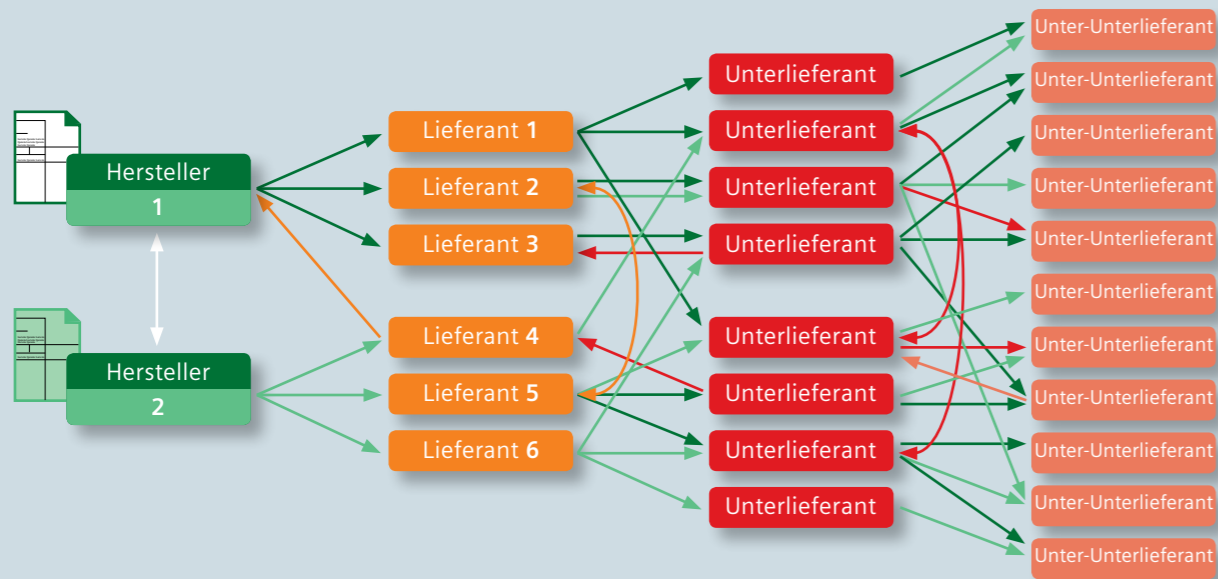 Hersteller
1
Hersteller
2
Lieferant 1
Lieferant 2
Lieferant 3
Lieferant 4
Lieferant 5
Lieferant 6
Unterlieferant
Unterlieferant
Unterlieferant
Unterlieferant
Unterlieferant
Unterlieferant
Unterlieferant
Unterlieferant
Unter-Unterlieferant
Unter-Unterlieferant
Unter-Unterlieferant
Unter-Unterlieferant
Unter-Unterlieferant
Unter-Unterlieferant
Unter-Unterlieferant
Unter-Unterlieferant
Unter-Unterlieferant
Unter-Unterlieferant
Unter-Unterlieferant